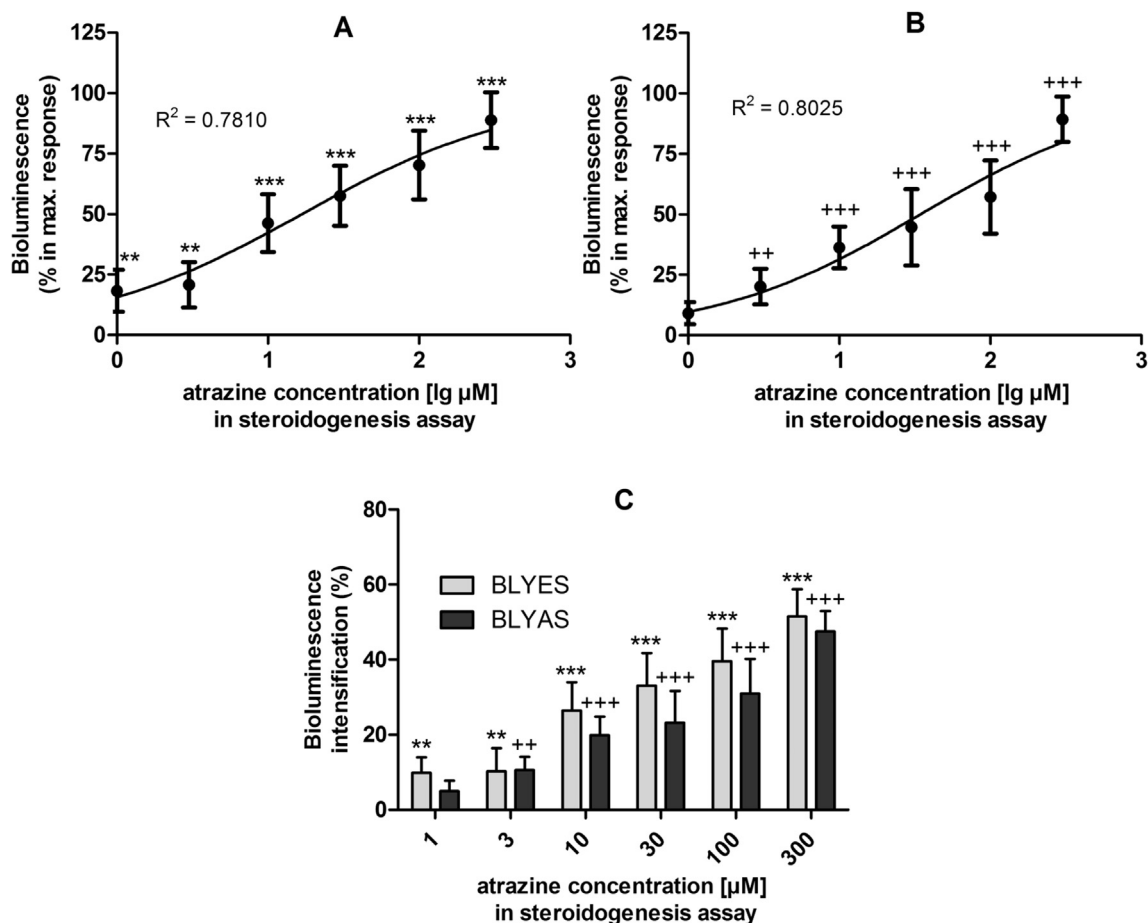 A
125
100
75
50
25
0
Bioluminescence
(% in max. response)
R² = 0.7810
**
**
***
***
***
***
0
1
2
3
atrazine concentration [lg µM]
in steroidogenesis assay
B
125
100
75
50
25
0
Bioluminescence
(% in max. response)
R² = 0.8025
++
+++
+++
+++
+++
0
1
2
3
atrazine concentration [lg µM]
in steroidogenesis assay
C
80
60
40
20
0
Bioluminescence
intensification (%)
BLYES
BLYAS
**
** ++
*** +++
*** +++
*** +++
*** +++
1
3
10
30
100
300
atrazine concentration [µM]
in steroidogenesis assay